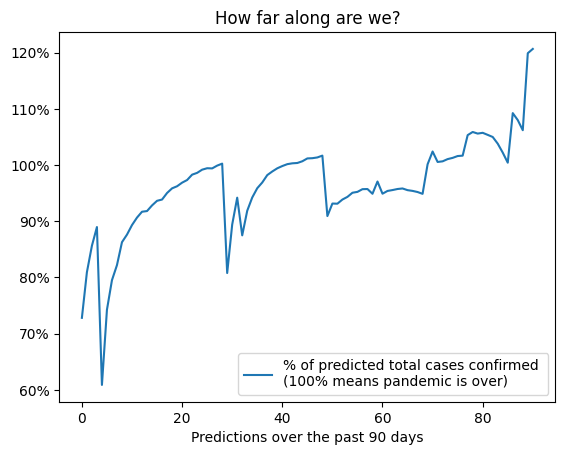 How far along are we?
120%
110%
100%
90%
80%
70%
60%
% of predicted total cases confirmed
(100% means pandemic is over)
0 20 40 60 80
Predictions over the past 90 days